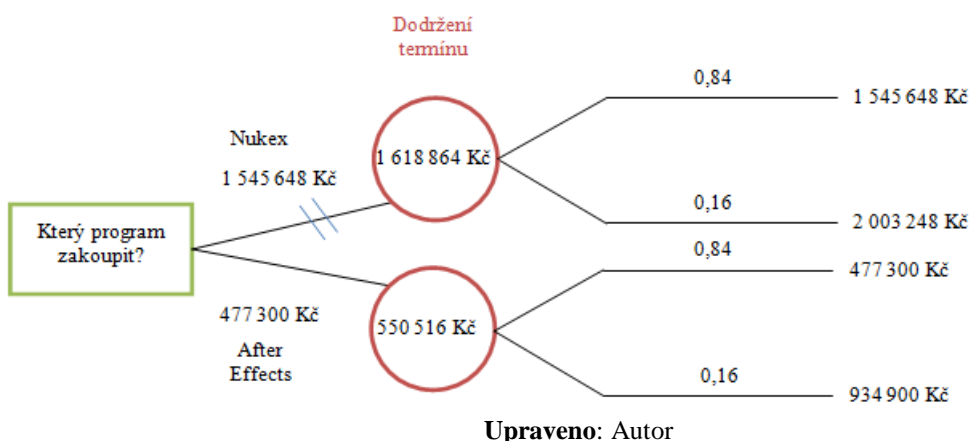 Dodržení
termínu
0,84
1 545 648 Kč
Nukex
1 618 864 Kč
1 545 648 Kč
0,16
2 003 248 Kč
Který program
zakoupit?
0,84
477 300 Kč
477 300 Kč
550 516 Kč
After
Effects
0,16
934 900 Kč
Upraveno: Autor